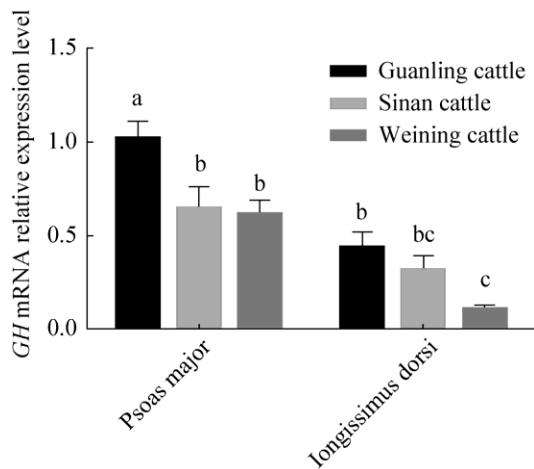 GH mRNA relative expression level
1.5
1.0
0.5
0.0
Guanling cattle
Sinan cattle
Weining cattle
a
b
b
b
bc
c
Psoas major
Iongissimus dorsi